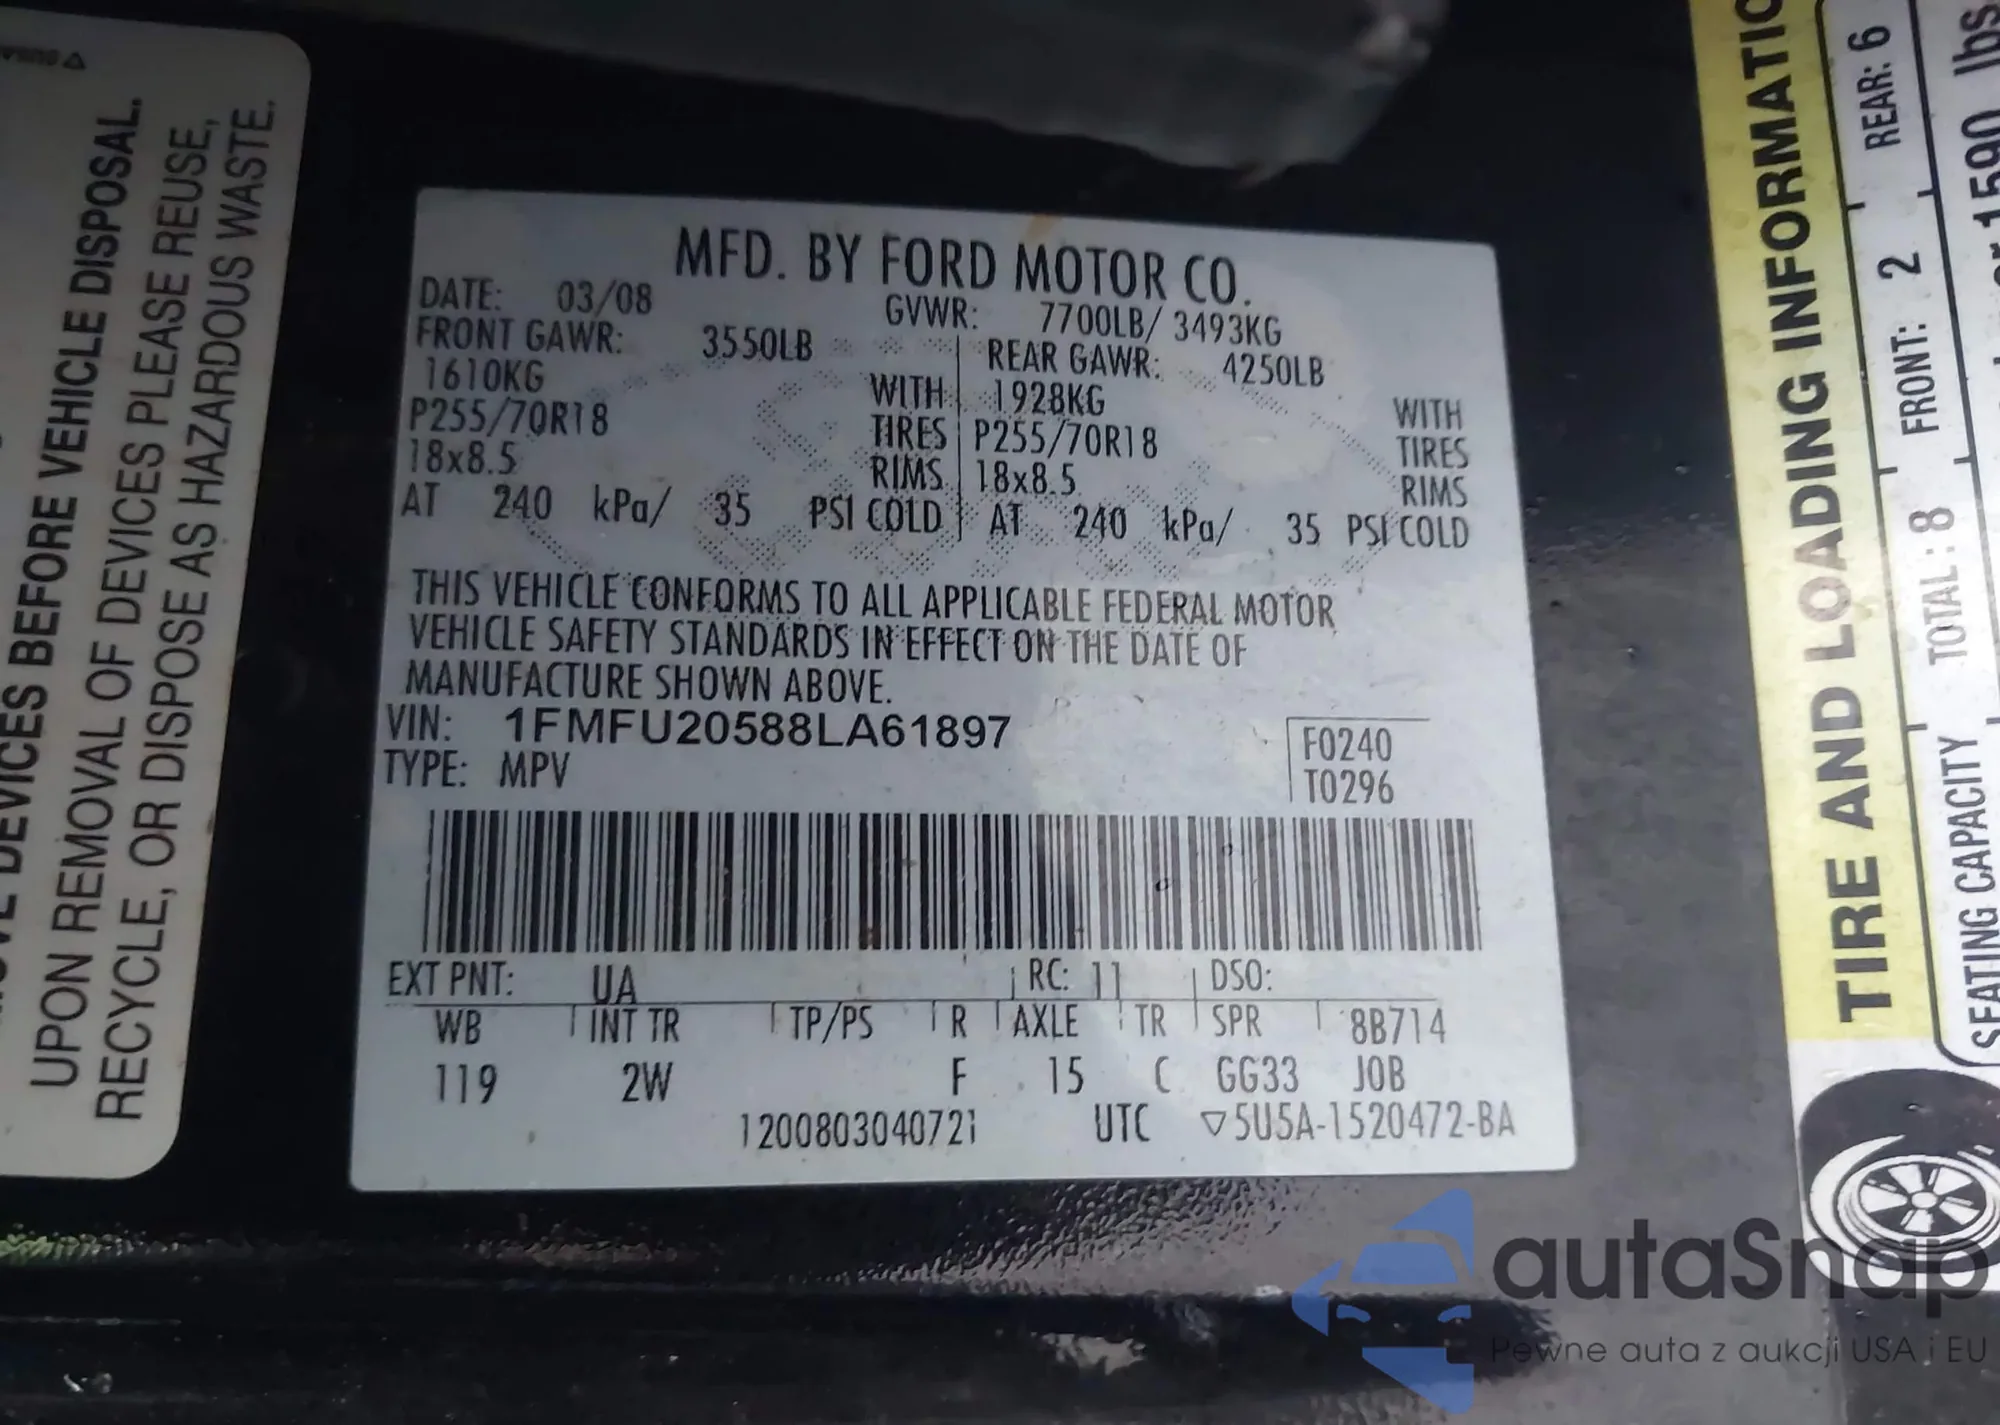 BEFORE VEHICLE DISPOSAL.
UPON REMOVAL OF DEVICES PLEASE REUSE,
RECYCLE, OR DISPOSE AS HAZARDOUS WASTE.
MFD. BY FORD MOTOR CO.
DATE: 03/08 GVWR: 7700LB/ 3493KG
FRONT GAWR: 3550LB REAR GAWR: 4250LB
1610KG WITH 1928KG WITH
P255/70R18 TIRES P255/70R18 TIRES
18x8.5 RIMS 18x8.5 RIMS
AT 240 kPa/ 35 PSI COLD AT 240 kPa/ 35 PSI COLD
THIS VEHICLE CONFORMS TO ALL APPLICABLE FEDERAL MOTOR
VEHICLE SAFETY STANDARDS IN EFFECT ON THE DATE OF
MANUFACTURE SHOWN ABOVE.
VIN: 1FMFU20588LA61897 F0240
TYPE: MPV T0296
EXT PNT: UA RC: 11 DSO:
WB INT TR TP/PS R AXLE TR SPR 8B714
119 2W F 15 C GG33 JOB
UTC ▽5U5A-1520472-BA
TIRE AND LOADING
SEATING CAPACITY TOTAL: 8 FRONT: 2 REAR: 6
1590 lbs.
autaSnap
Pewne auta z aukcji USA i EU